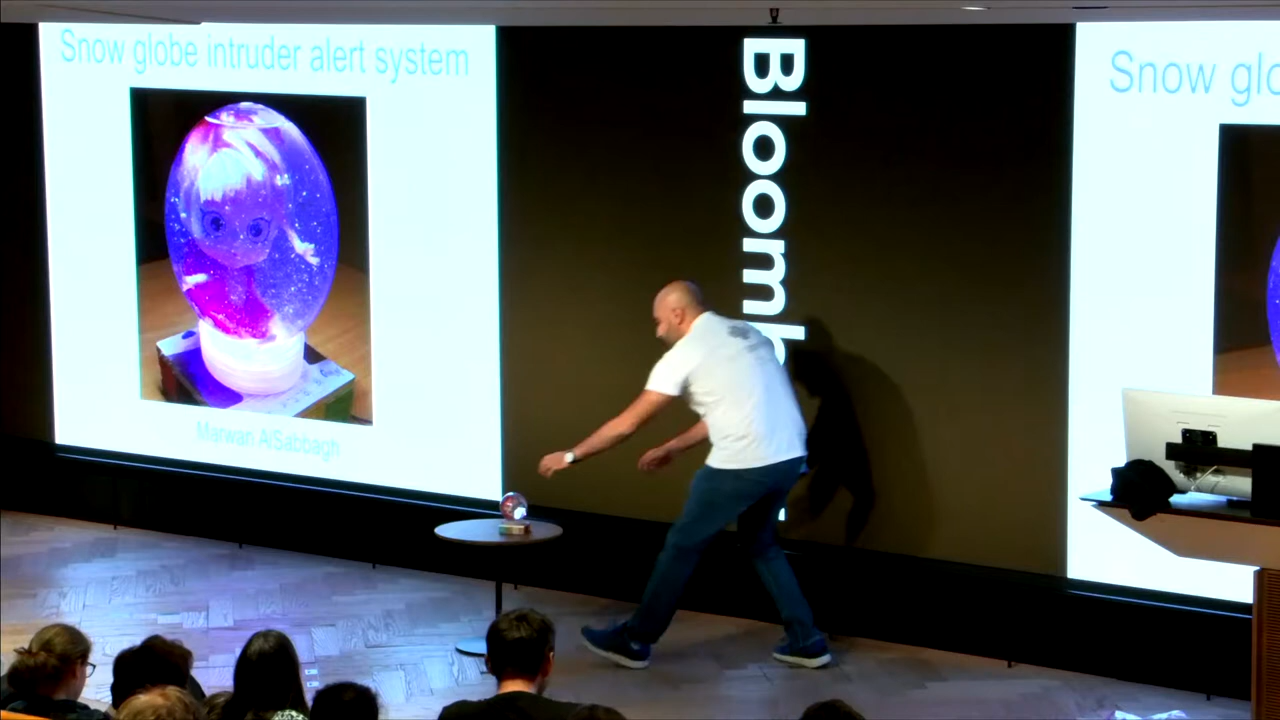 Snow globe intruder alert system
Marwan AlSabbagh
Bloomb
Snow glo